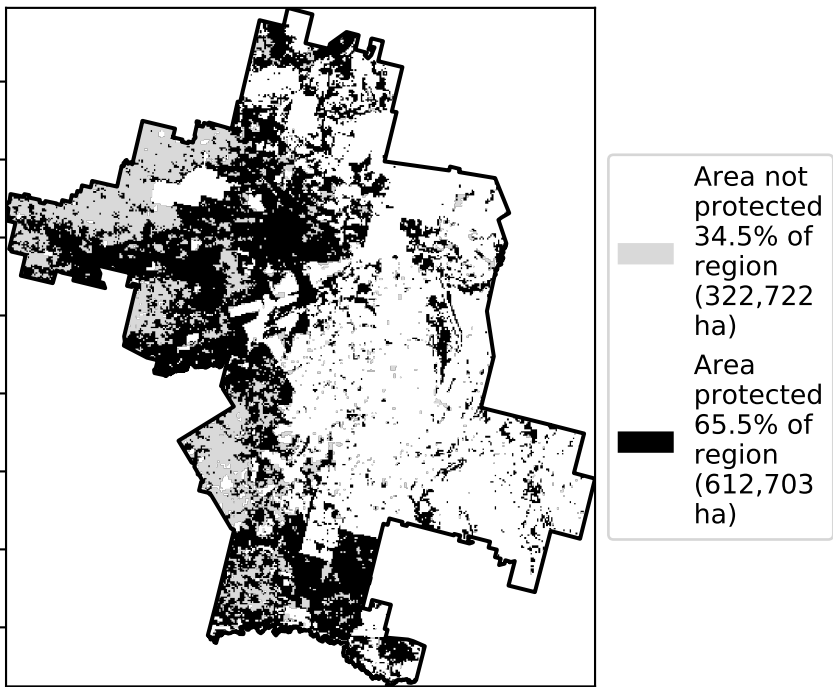 Area not
protected
34.5% of
region
(322,722
ha)
Area
protected
65.5% of
region
(612,703
ha)